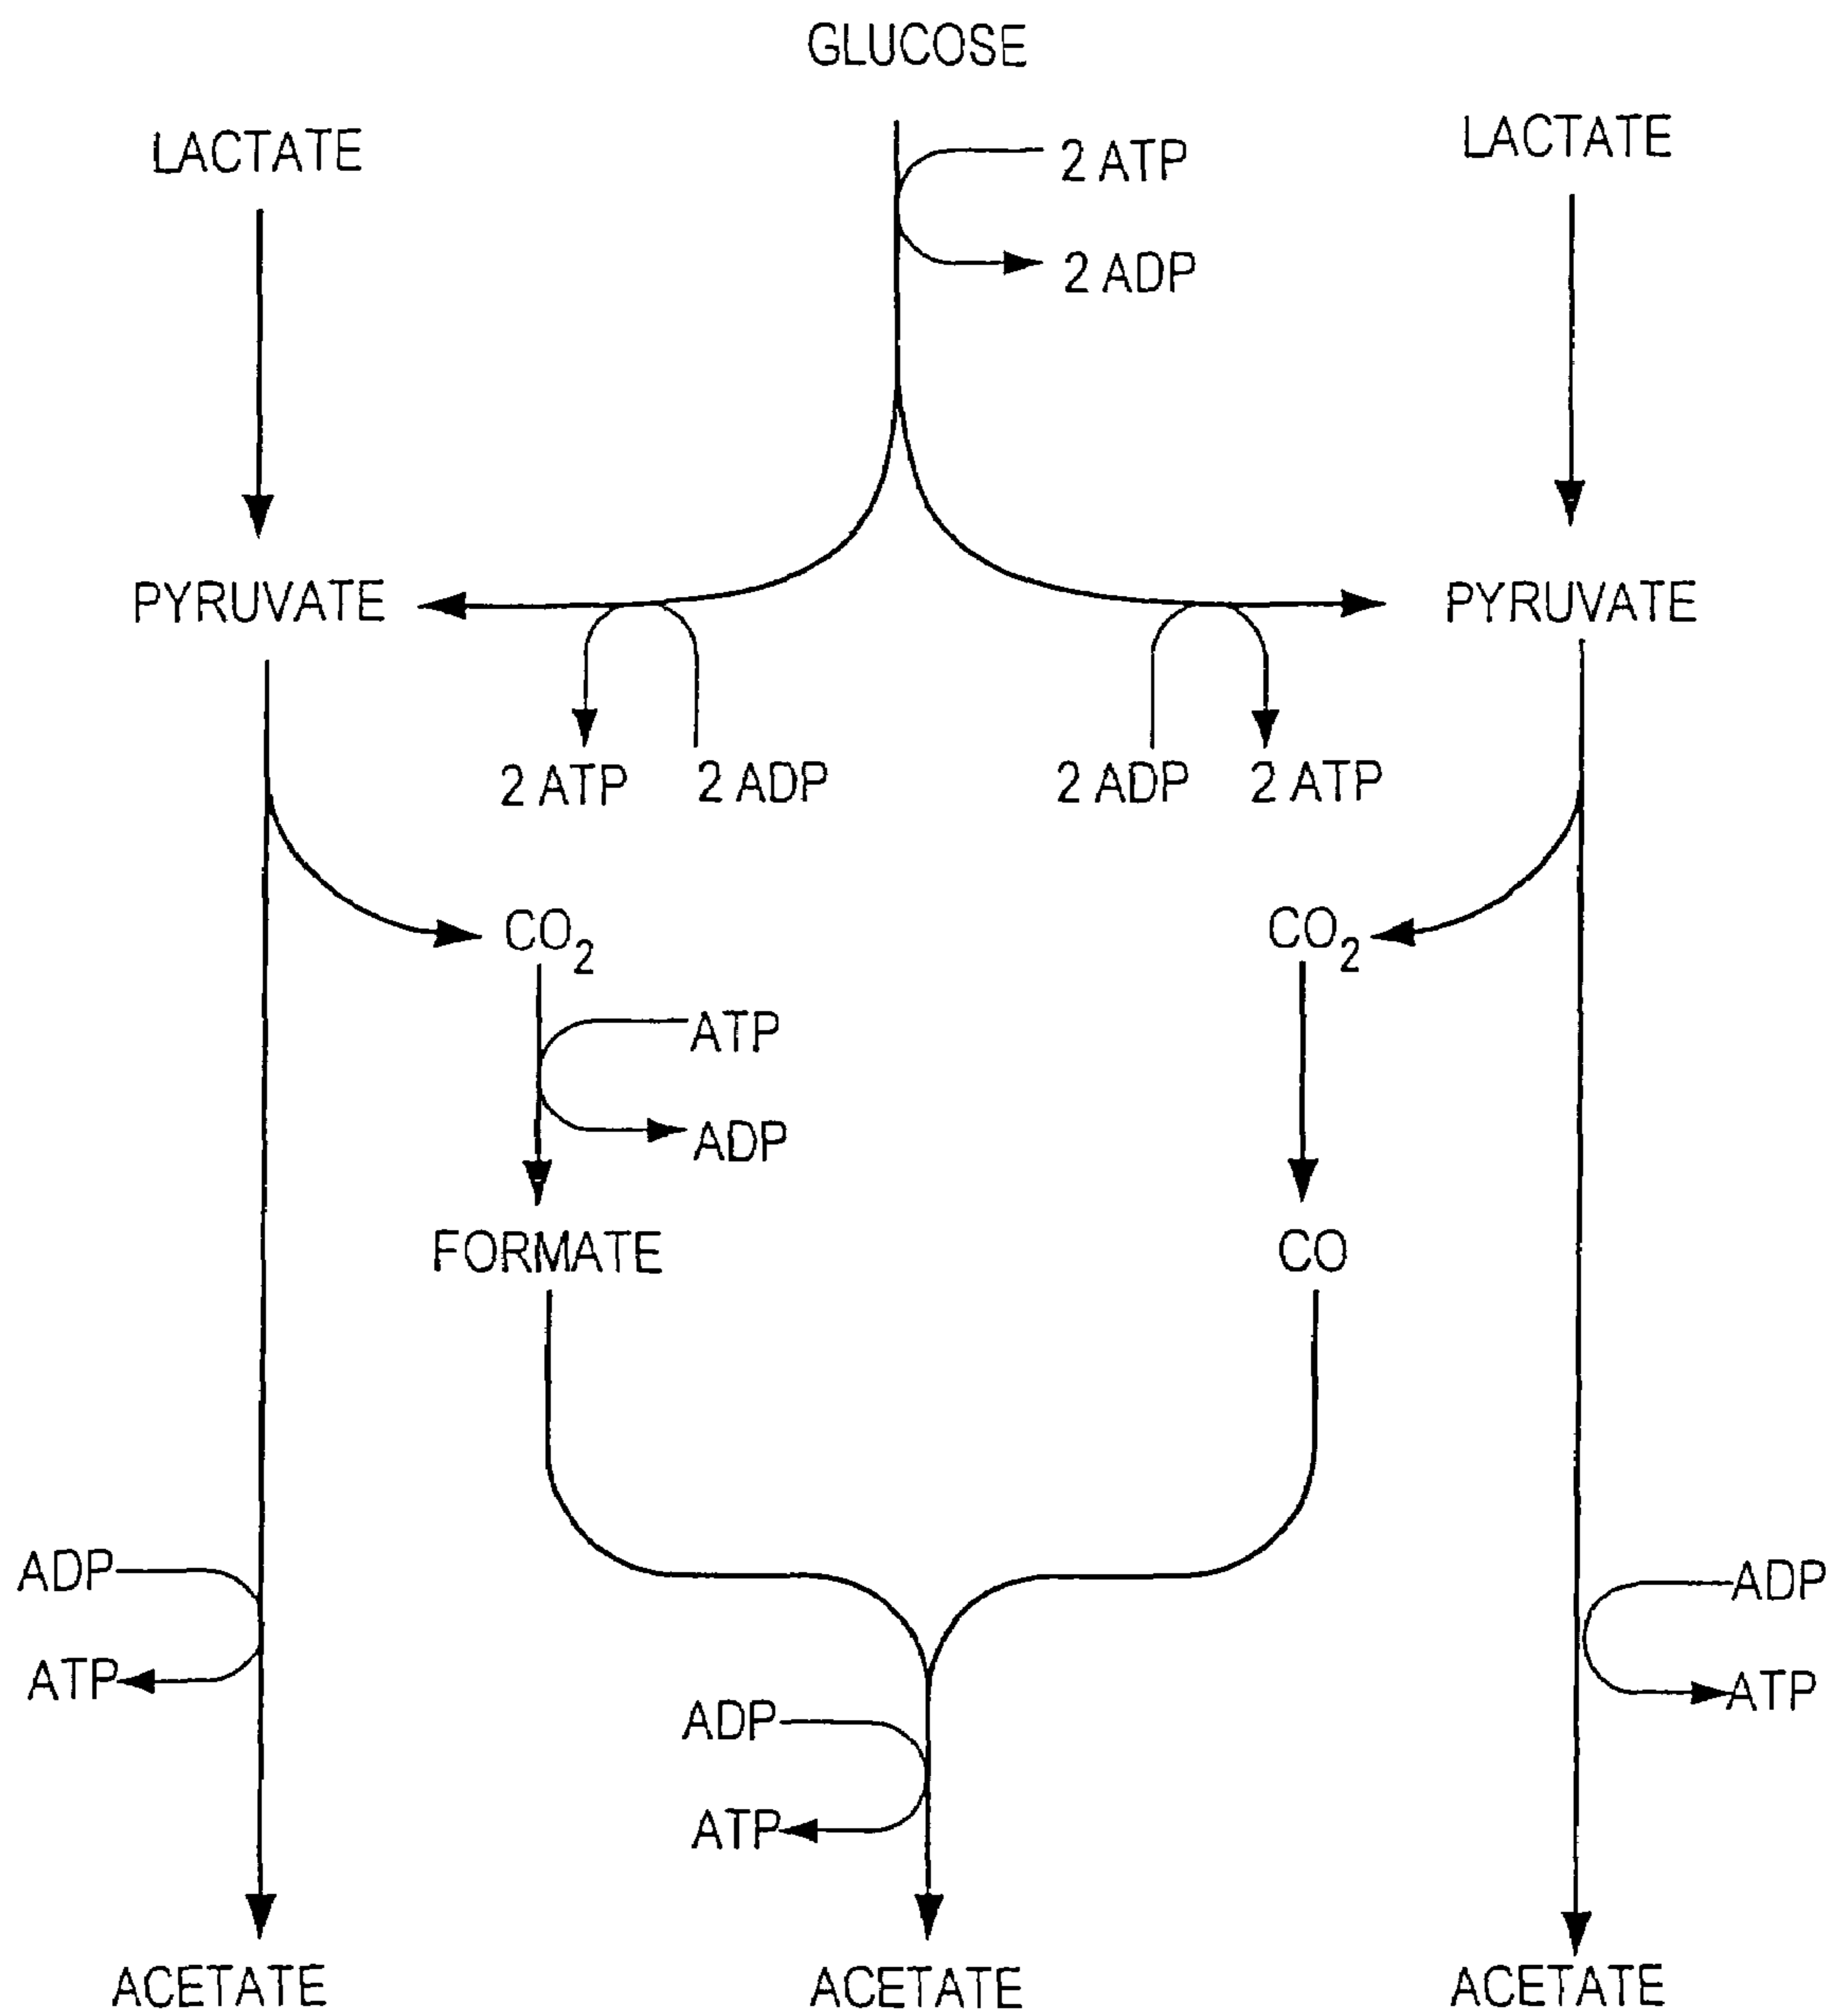 GLUCOSE
LACTATE
LACTATE
2 ATP
2 ADP
PYRUVATE
PYRUVATE
2 ATP
2 ADP
2 ADP
2 ATP
CO2
CO2
ATP
ADP
FORMATE
CO
ADP
ADP
ATP
ATP
ADP
ATP
ACETATE
ACETATE
ACETATE